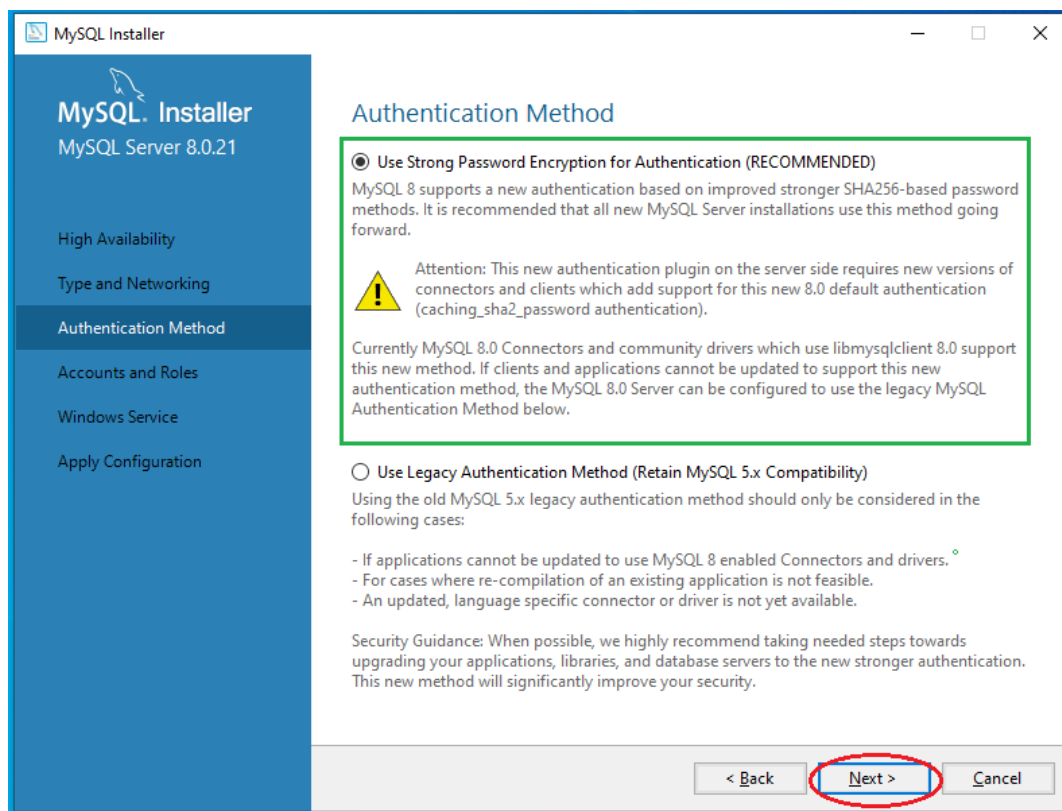 MySQL Installer
MySQL. Installer
MySQL Server 8.0.21
High Availability
Type and Networking
Authentication Method
Accounts and Roles
Windows Service
Apply Configuration
Authentication Method
Use Strong Password Encryption for Authentication (RECOMMENDED)
MySQL 8 supports a new authentication based on improved stronger SHA256-based password
methods. It is recommended that all new MySQL Server installations use this method going
forward.
Attention: This new authentication plugin on the server side requires new versions of
connectors and clients which add support for this new 8.0 default authentication
(caching_sha2_password authentication).
Currently MySQL 8.0 Connectors and community drivers which use libmysqlclient 8.0 support
this new method. If clients and applications cannot be updated to support this new
authentication method, the MySQL 8.0 Server can be configured to use the legacy MySQL
Authentication Method below.
Use Legacy Authentication Method (Retain MySQL 5.x Compatibility)
Using the old MySQL 5.x legacy authentication method should only be considered in the
following cases:
- If applications cannot be updated to use MySQL 8 enabled Connectors and drivers.
- For cases where re-compilation of an existing application is not feasible.
- An updated, language specific connector or driver is not yet available.
Security Guidance: When possible, we highly recommend taking needed steps towards
upgrading your applications, libraries, and database servers to the new stronger authentication.
This new method will significantly improve your security.
< Back
Next >
Cancel